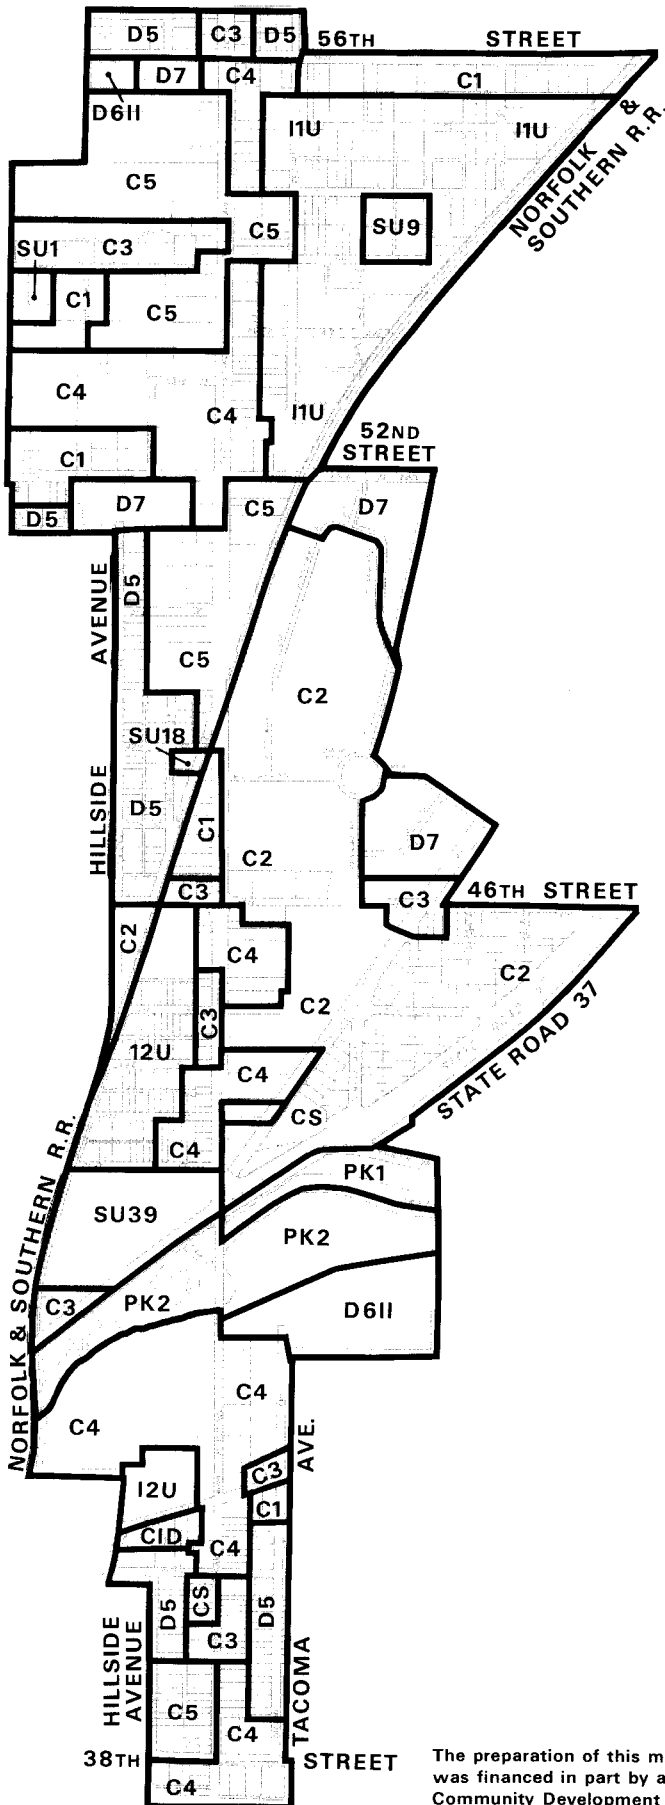 D5 C3 D5
56TH STREET
D7 C4 C1
D6II
I1U I1U
NORFOLK &
SOUTHERN R.R.
C5
C5 SU9
SU1 C3
C1 C5
C4
C4 I1U
52ND
STREET
C1
D7 C5 D7
D5
AVENUE
D5
C5
C2
SU18
HILLSIDE
D5 C1
C2 D7
C3 C3 46TH STREET
C2 C4 C2
C3 C2
STATE ROAD 37
12U
C4
CS
C4
NORFOLK & SOUTHERN R.R.
PK1
SU39
PK2
C3 PK2 D6II
C4
C4
AVE.
C3
I2U
C1
CID
C4
CS
D5 D5
C3
HILLSIDE
AVENUE
TACOMA
C5
C4
38TH STREET
C4
The preparation of this m
was financed in part by a
Community Development